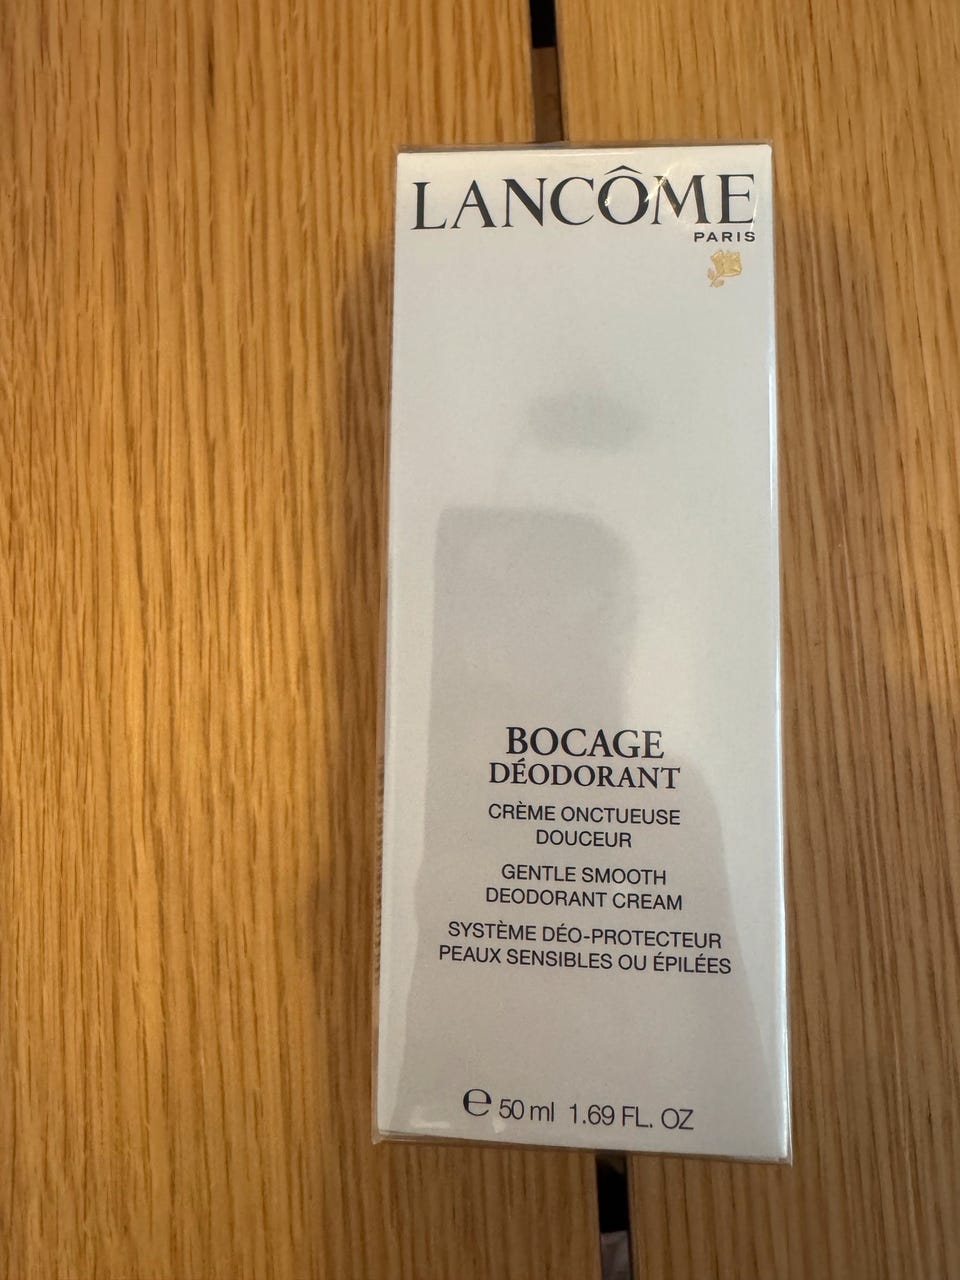 LANCÔME
PARIS
BOCAGE
DÉODORANT
CRÈME ONCTUEUSE
DOUCEUR
GENTLE SMOOTH
DEODORANT CREAM
SYSTÈME DÉO-PROTECTEUR
PEAUX SENSIBLES OU ÉPILÉES
℮ 50 ml 1.69 FL. OZ